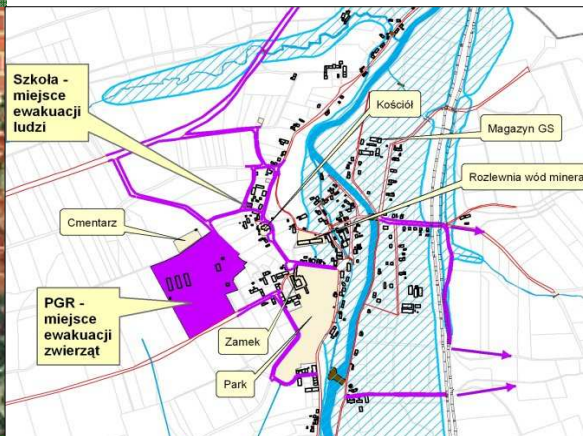 Szkoła -
miejsce
ewakuacji
ludzi
Kościół
Magazyn GS
Rozlewnia wód minera
Cmentarz
PGR -
miejsce
ewakuacji
zwierząt
Zamek
Park